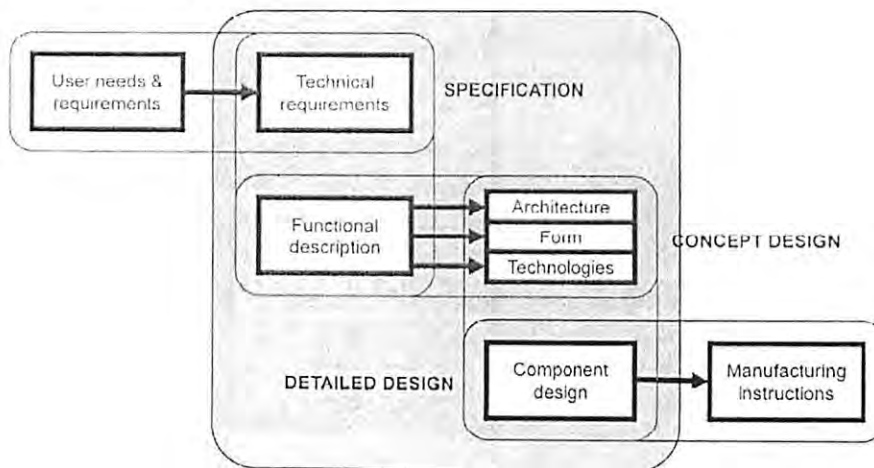 User needs &
requirements
Technical
requirements
SPECIFICATION
Functional
description
Architecture
Form
Technologies
CONCEPT DESIGN
DETAILED DESIGN
Component
design
Manufacturing
instructions